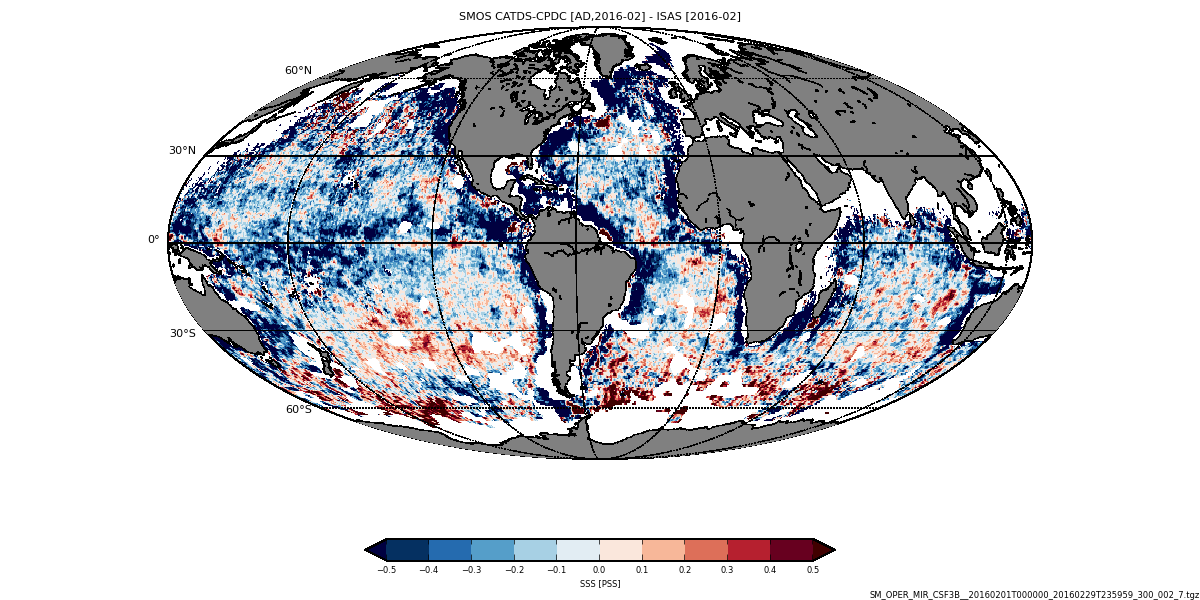 SMOS CATDS-CPDC [AD,2016-02] - ISAS [2016-02]
60°N
30°N
0°
30°S
60°S
−0.5 −0.4 −0.3 −0.2 −0.1 0.0 0.1 0.2 0.3 0.4 0.5
SSS [PSS]
SM_OPER_MIR_CSF3B__20160201T000000_20160229T235959_300_002_7.tgz